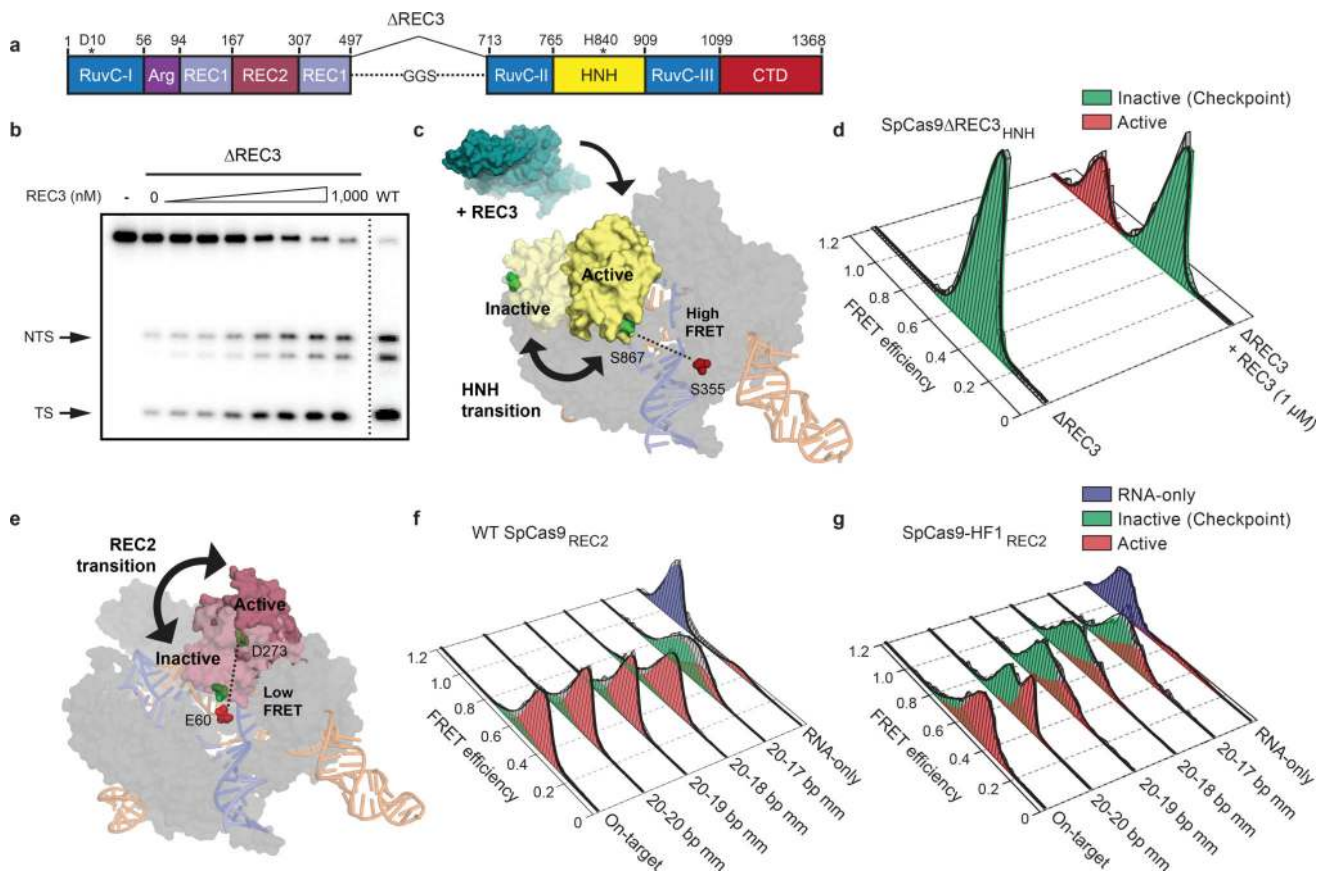 a
ΔREC3
1 D10 56 94 167 307 497 713 765 H840 909 1099 1368
* *
RuvC-I Arg REC1 REC2 REC1 GGS RuvC-II HNH RuvC-III CTD
b
ΔREC3
REC3 (nM) - 0 1,000 WT
NTS
TS
c
+ REC3
Active
Inactive
High
FRET
S867
S355
HNH
transition
d
Inactive (Checkpoint)
Active
SpCas9ΔREC3HNH
1.2
1.0
0.8
0.6
0.4
0.2
0
FRET efficiency
ΔREC3
ΔREC3
+ REC3 (1 μM)
e
REC2
transition
Active
Inactive
D273
Low
FRET
E60
f
WT SpCas9REC2
1.2
1.0
0.8
0.6
0.4
0.2
0
FRET efficiency
On-target
20-20 bp mm
20-19 bp mm
20-18 bp mm
20-17 bp mm
RNA-only
g
SpCas9-HF1REC2
RNA-only
Inactive (Checkpoint)
Active
1.2
1.0
0.8
0.6
0.4
0.2
0
FRET efficiency
On-target
20-20 bp mm
20-19 bp mm
20-18 bp mm
20-17 bp mm
RNA-only